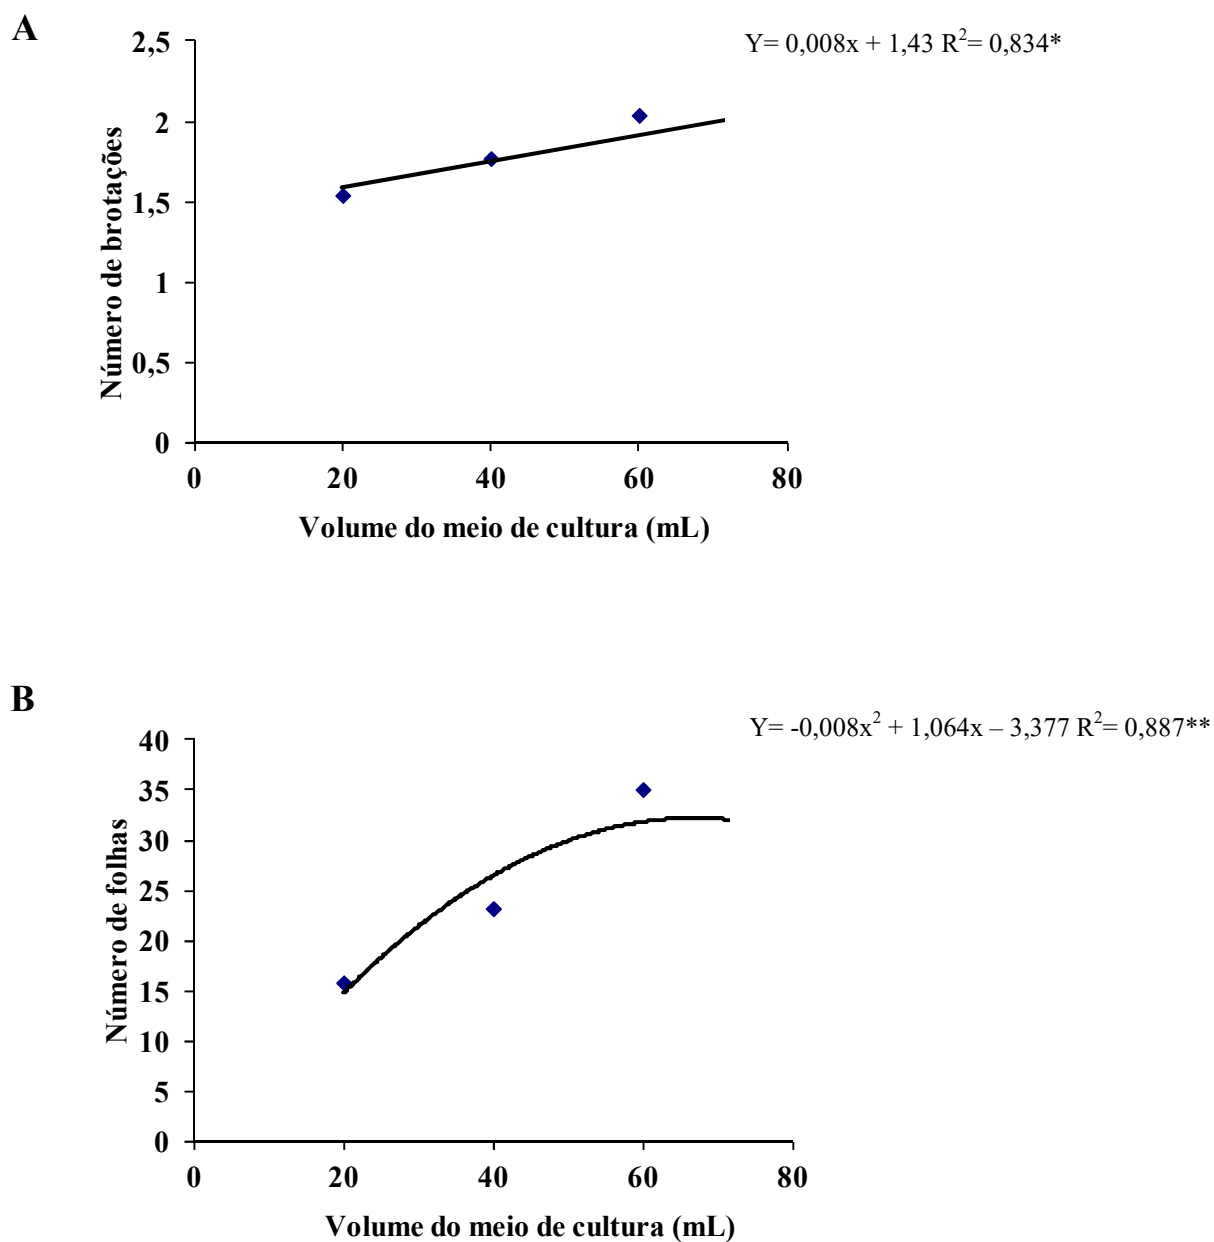 A
Y= 0,008x + 1,43 R²= 0,834*
2,5
2
1,5
1
0,5
0
Número de brotações
0 20 40 60 80
Volume do meio de cultura (mL)
B
Y= -0,008x² + 1,064x – 3,377 R²= 0,887**
40
35
30
25
20
15
10
5
0
Número de folhas
0 20 40 60 80
Volume do meio de cultura (mL)